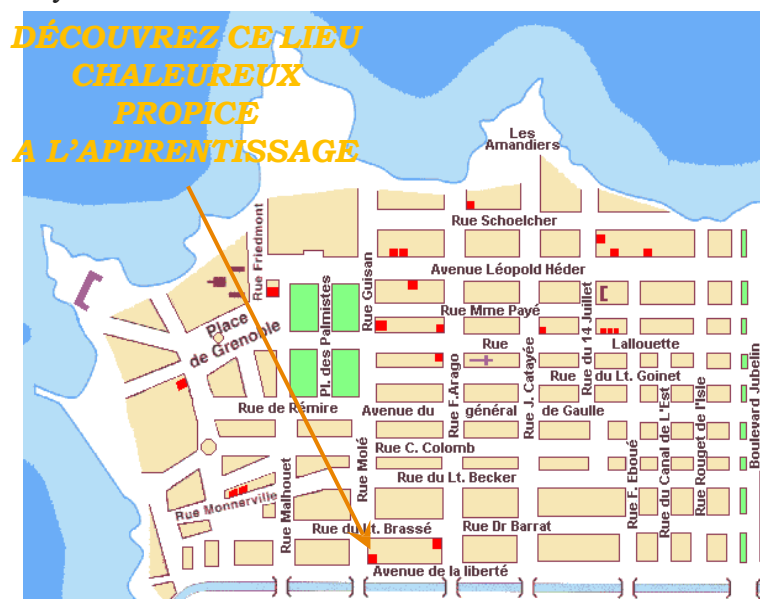 DÉCOUVREZ CE LIEU
CHALEUREUX
PROPICE
A L'APPRENTISSAGE
Les
Amandiers
Rue Schoelcher
Rue Friedmont
Rue Guisan
Avenue Léopold Héder
Rue Mme Payé
Rue du 14 Juillet
Place
de Grenoble
Pl. des Palmistes
Rue
Lallouette
Rue J. Catayée
Rue
du Lt. Goinet
Rue F.Arago
Boulevard Jubelin
Rue de Rémire
Avenue du
général
de Gaulle
Rue C. Colomb
Rue Molé
Rue du Lt. Becker
Rue F. Eboué
Rue du Canal de L'Est
Rue Rouget de l'Isle
Rue Monnerville
Rue Malhouet
Rue du Lt. Brassé
Rue Dr Barrat
Avenue de la liberté